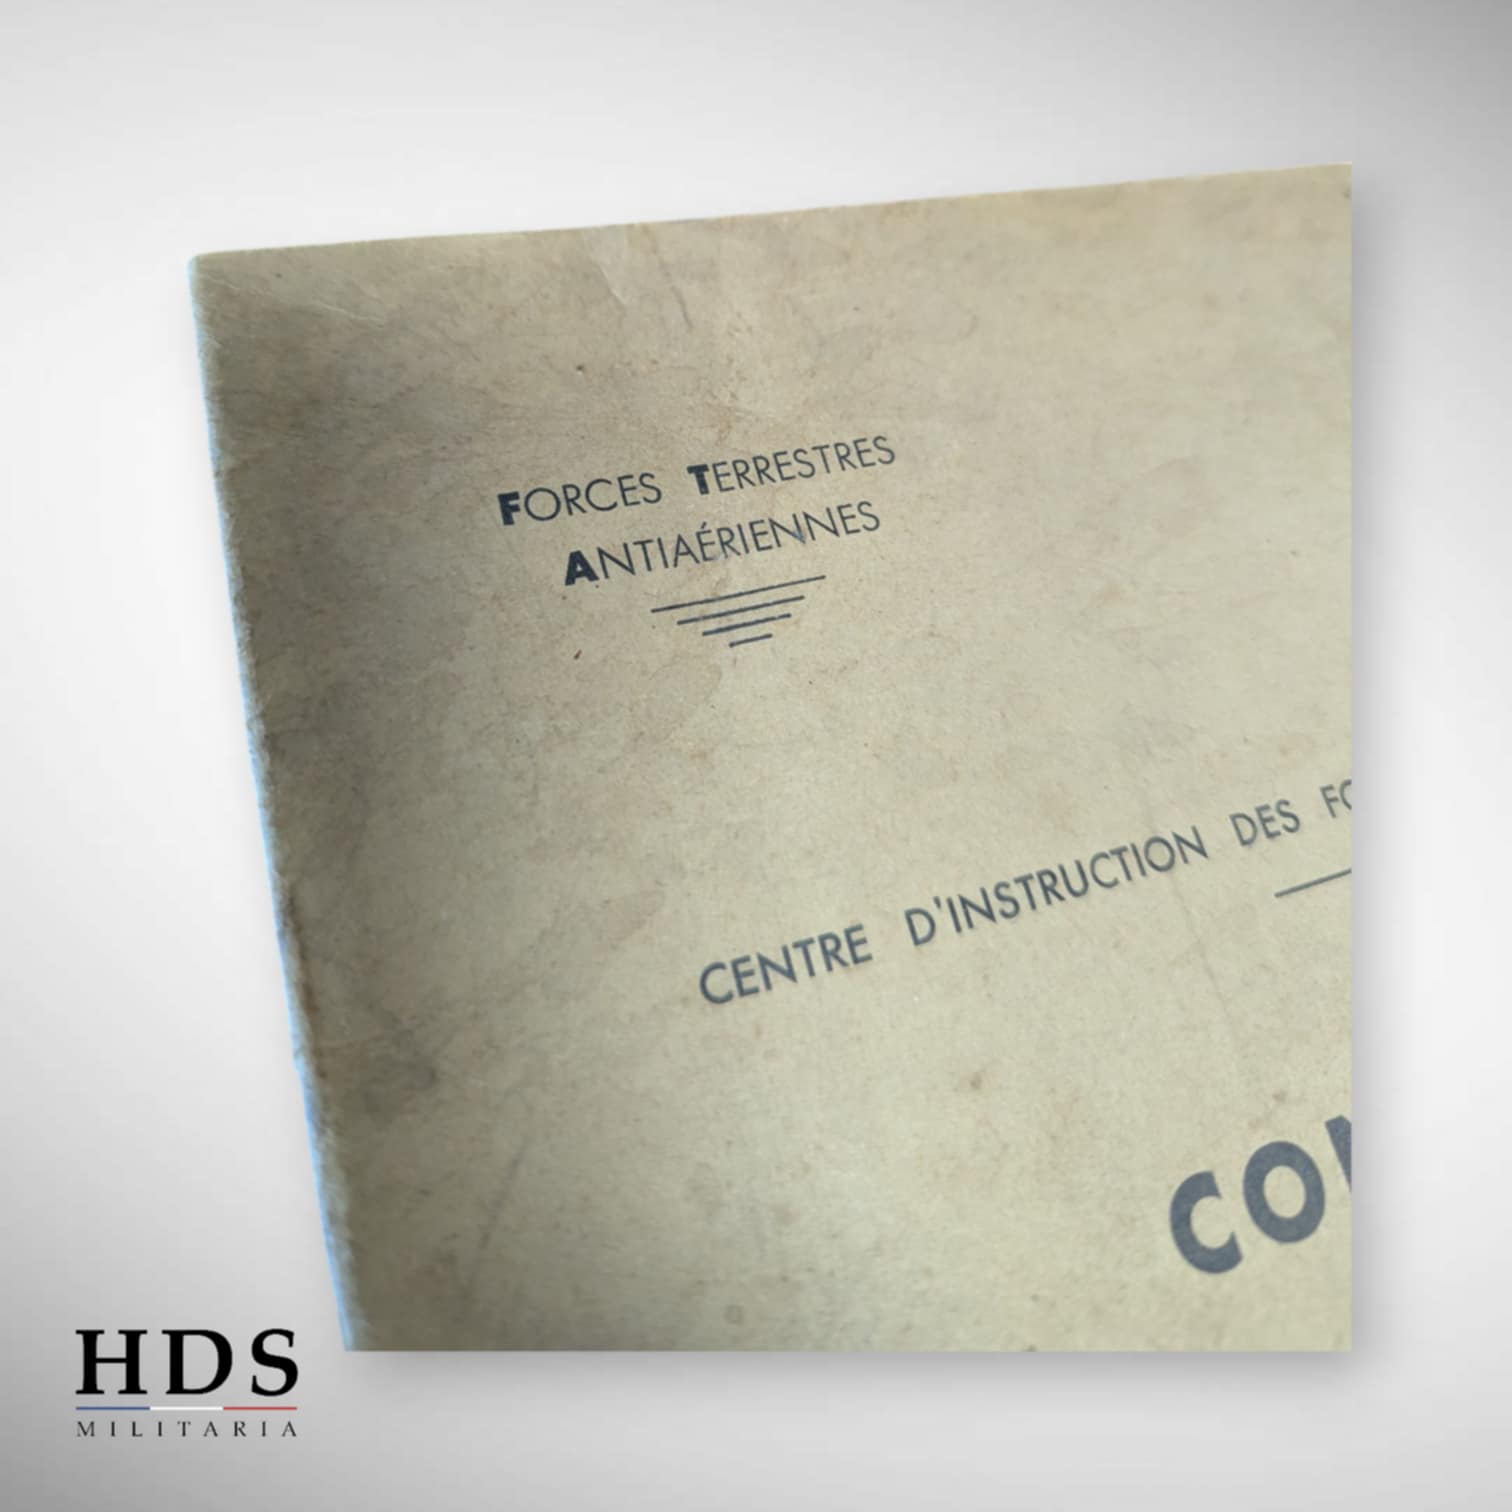 FORCES TERRESTRES
ANTIAÉRIENNES
CENTRE D'INSTRUCTION DES
HDS
MILITARIA